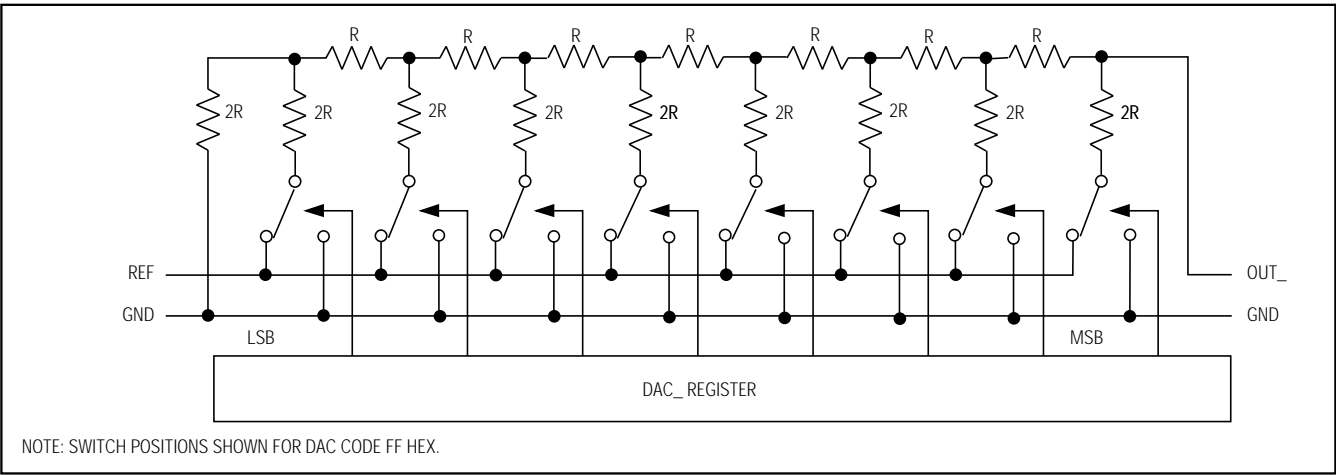 R R R R R R R
2R 2R 2R 2R 2R 2R 2R 2R 2R
REF OUT_
GND GND
LSB MSB
DAC_ REGISTER
NOTE: SWITCH POSITIONS SHOWN FOR DAC CODE FF HEX.